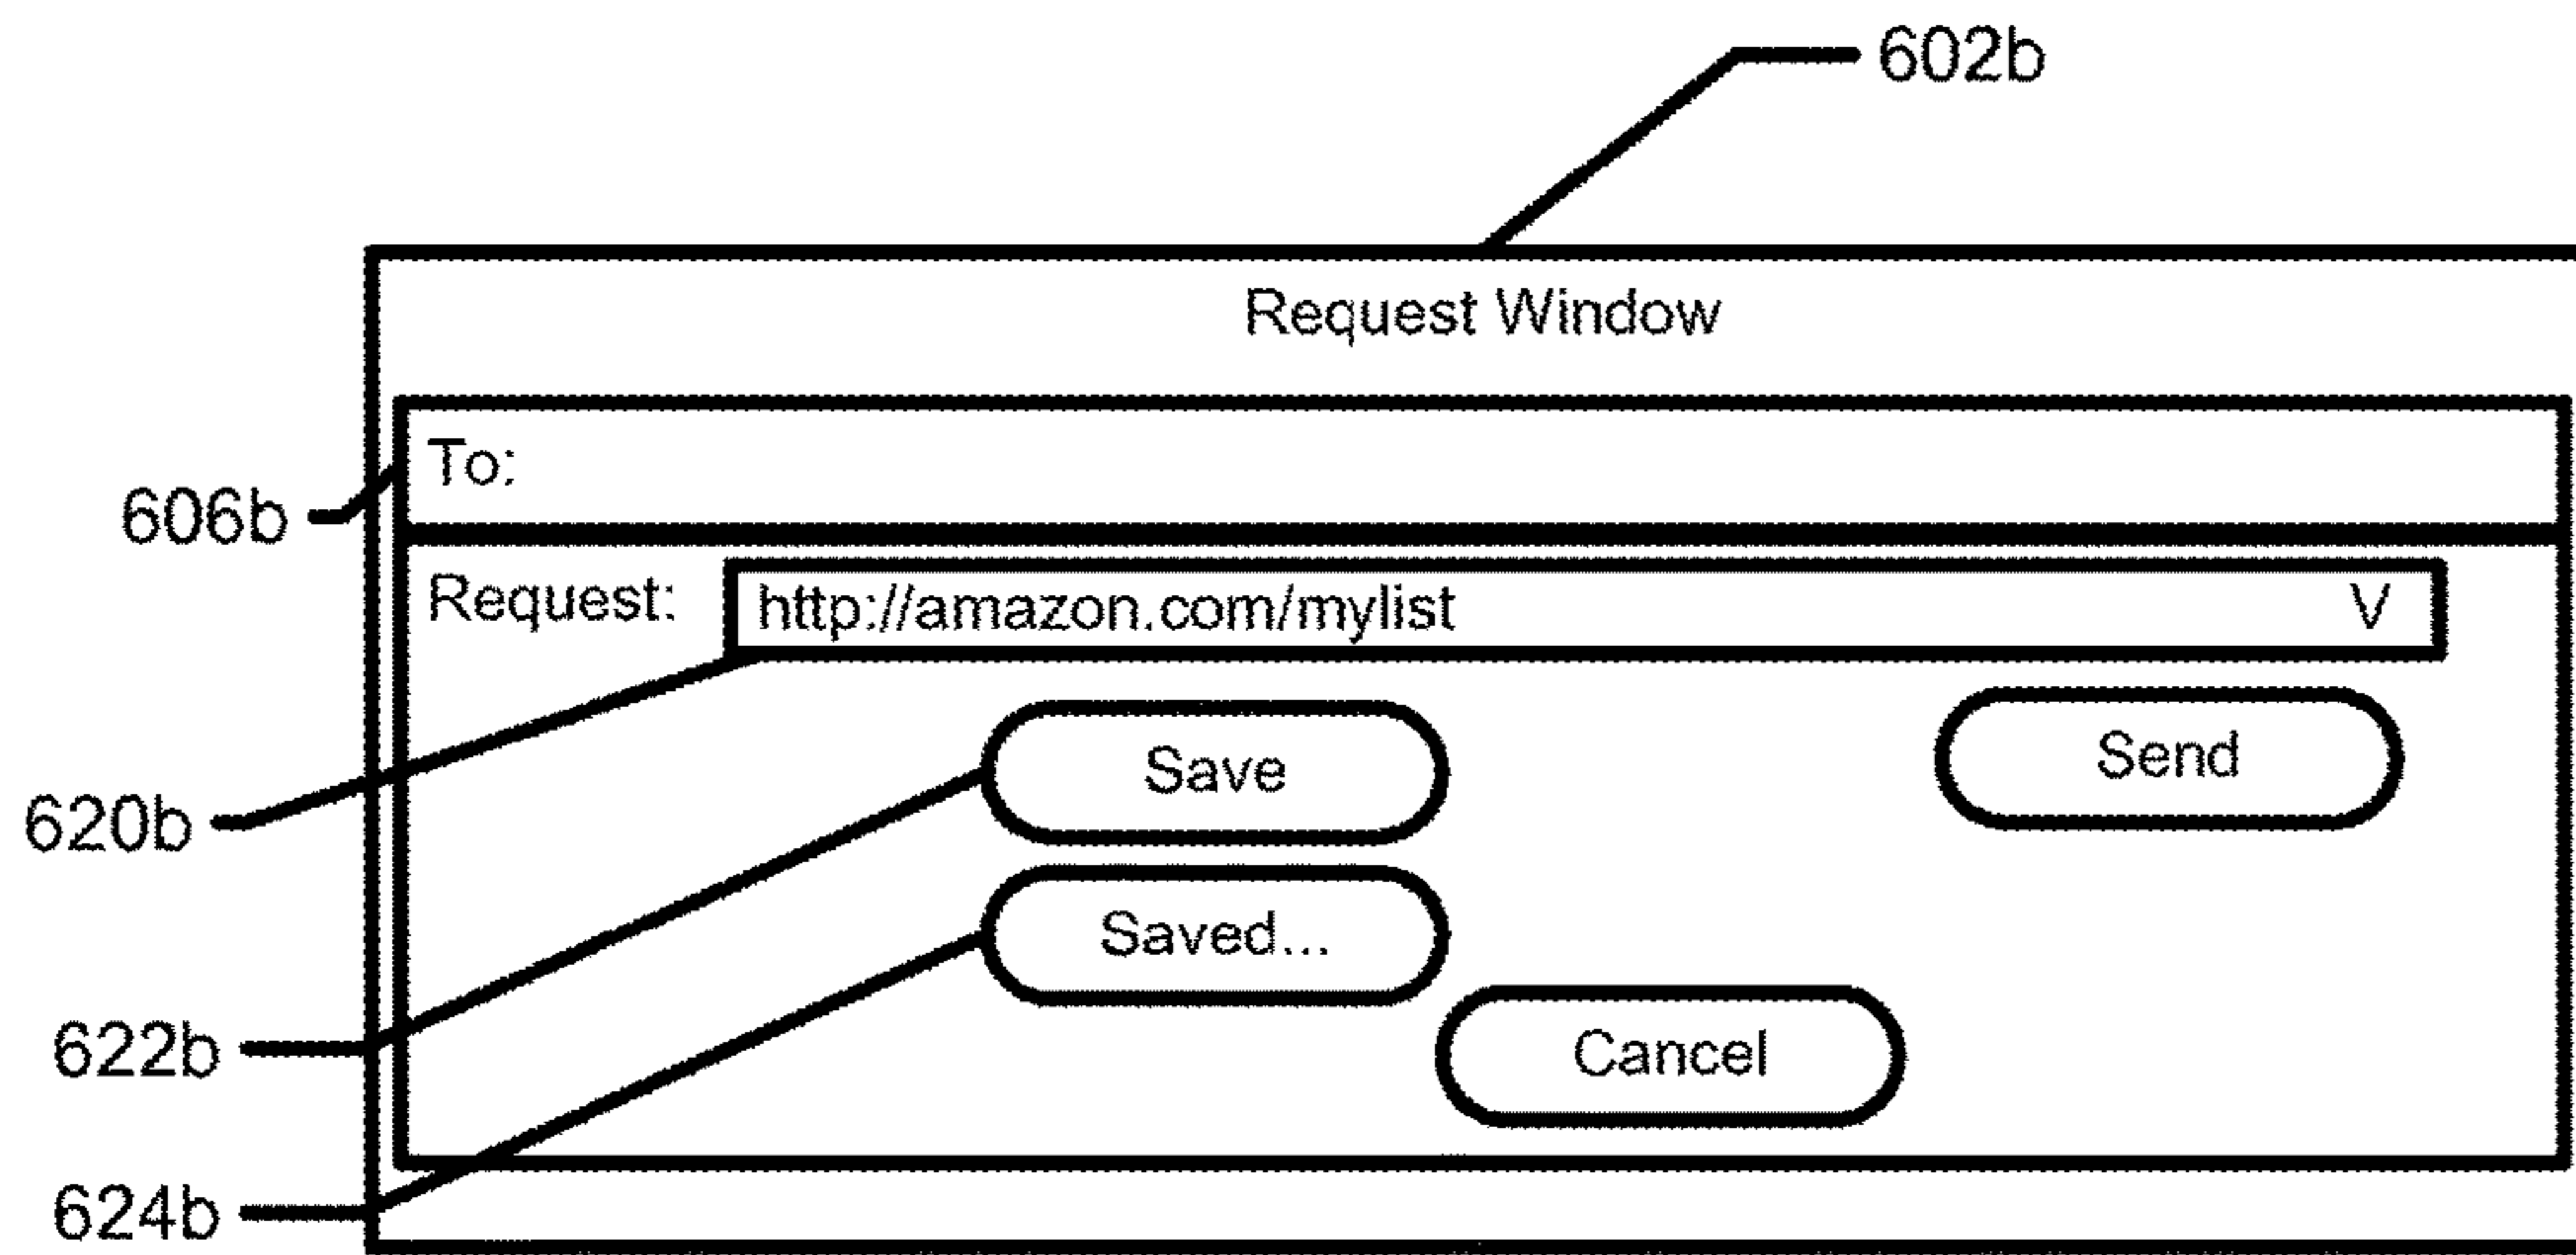 602b
Request Window
To:
606b
Request: http://amazon.com/mylist V
Save Send
620b
Saved...
622b
Cancel
624b